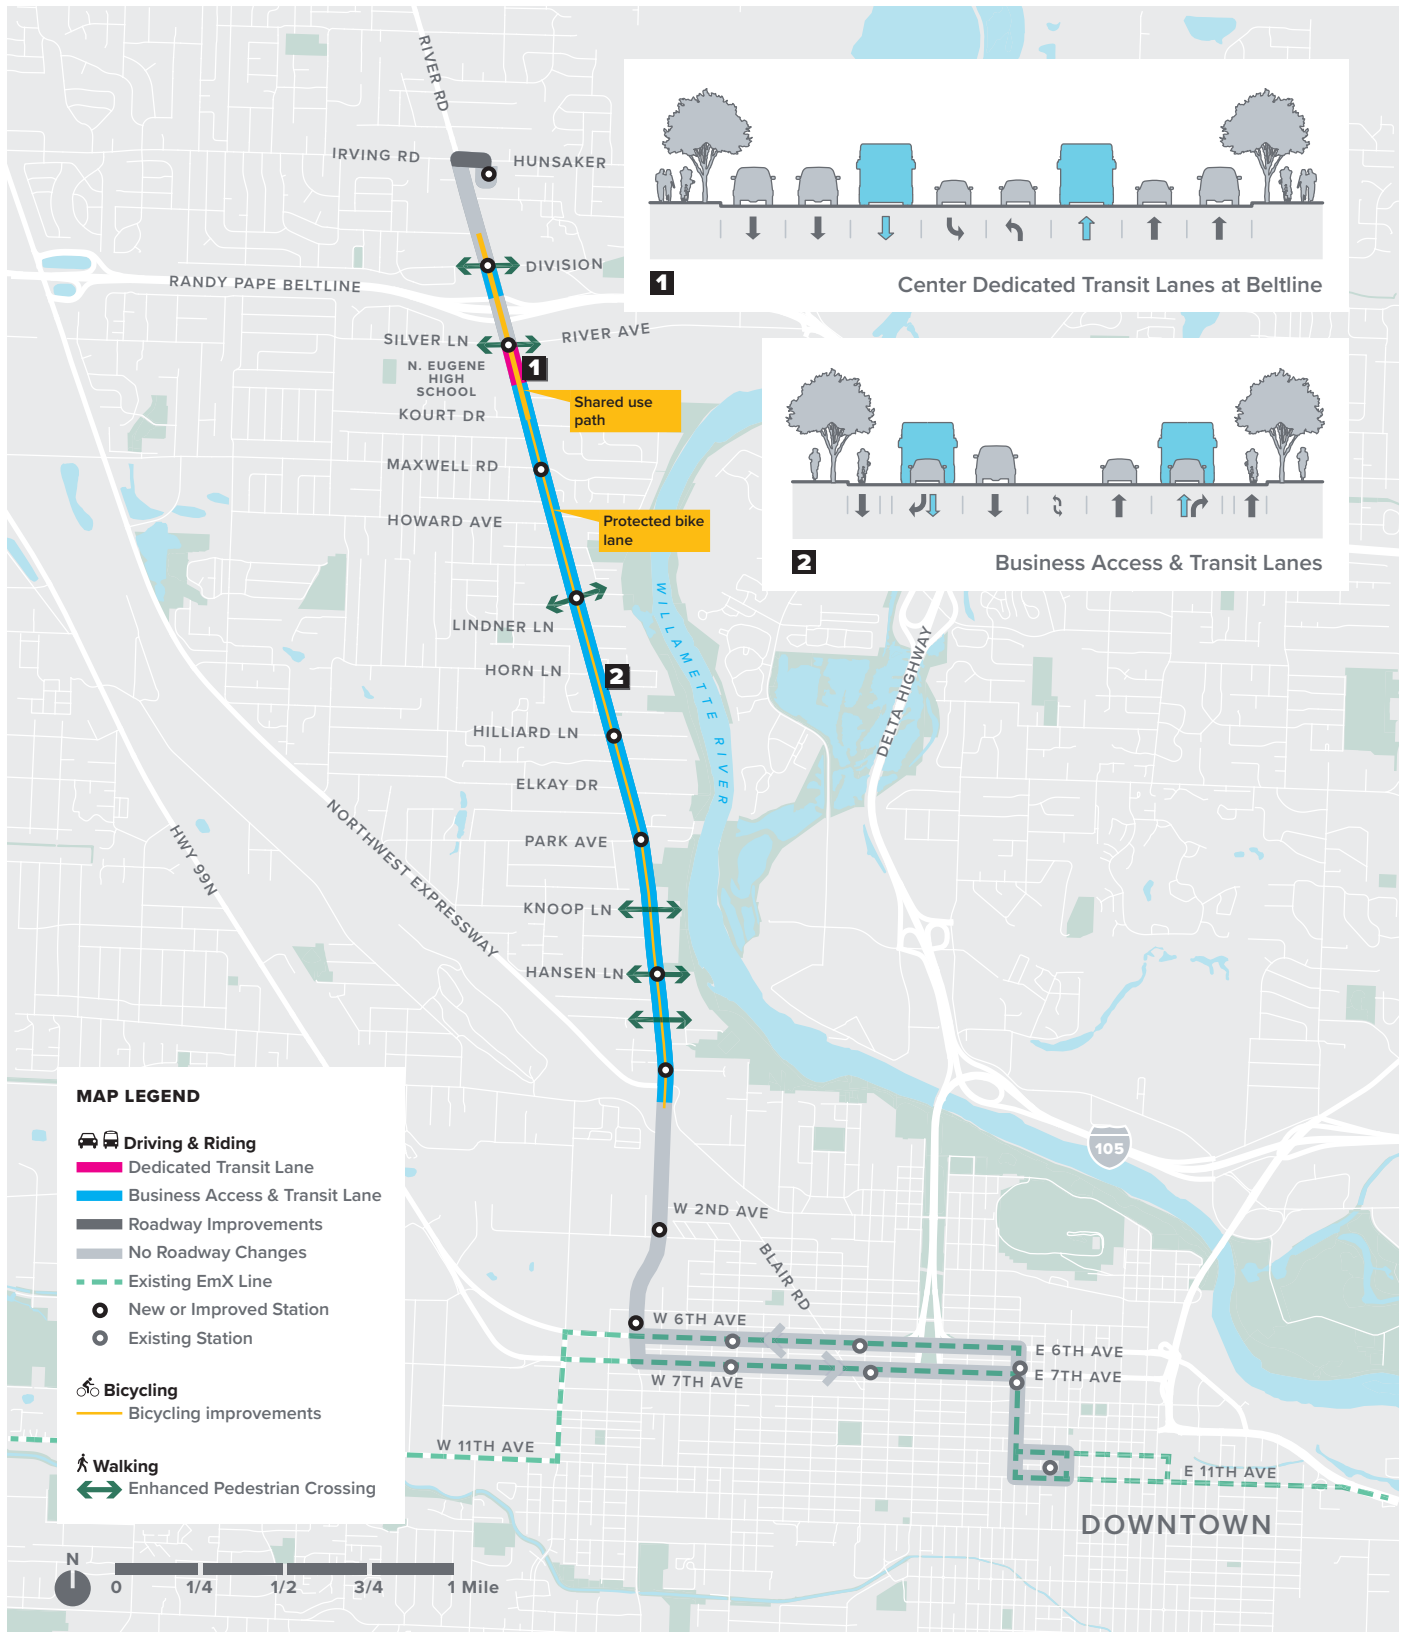 RIVER RD
IRVING RD
HUNSAKER
DIVISION
RANDY PAPE BELTLINE
SILVER LN
RIVER AVE
N. EUGENE
HIGH
SCHOOL
1
Shared use
path
KOURT DR
MAXWELL RD
HOWARD AVE
Protected bike
lane
1
Center Dedicated Transit Lanes at Beltline
2
Business Access & Transit Lanes
WILLAMETTE RIVER
DELTA HIGHWAY
LINDNER LN
HORN LN
2
HILLIARD LN
ELKAY DR
PARK AVE
NORTHWEST EXPRESSWAY
HWY 99N
KNOOP LN
HANSEN LN
105
W 2ND AVE
BLAIR RD
W 6TH AVE
E 6TH AVE
W 7TH AVE
E 7TH AVE
W 11TH AVE
E 11TH AVE
DOWNTOWN
MAP LEGEND
Driving & Riding
Dedicated Transit Lane
Business Access & Transit Lane
Roadway Improvements
No Roadway Changes
Existing EmX Line
New or Improved Station
Existing Station
Bicycling
Bicycling improvements
Walking
Enhanced Pedestrian Crossing
N
0 1/4 1/2 3/4 1 Mile